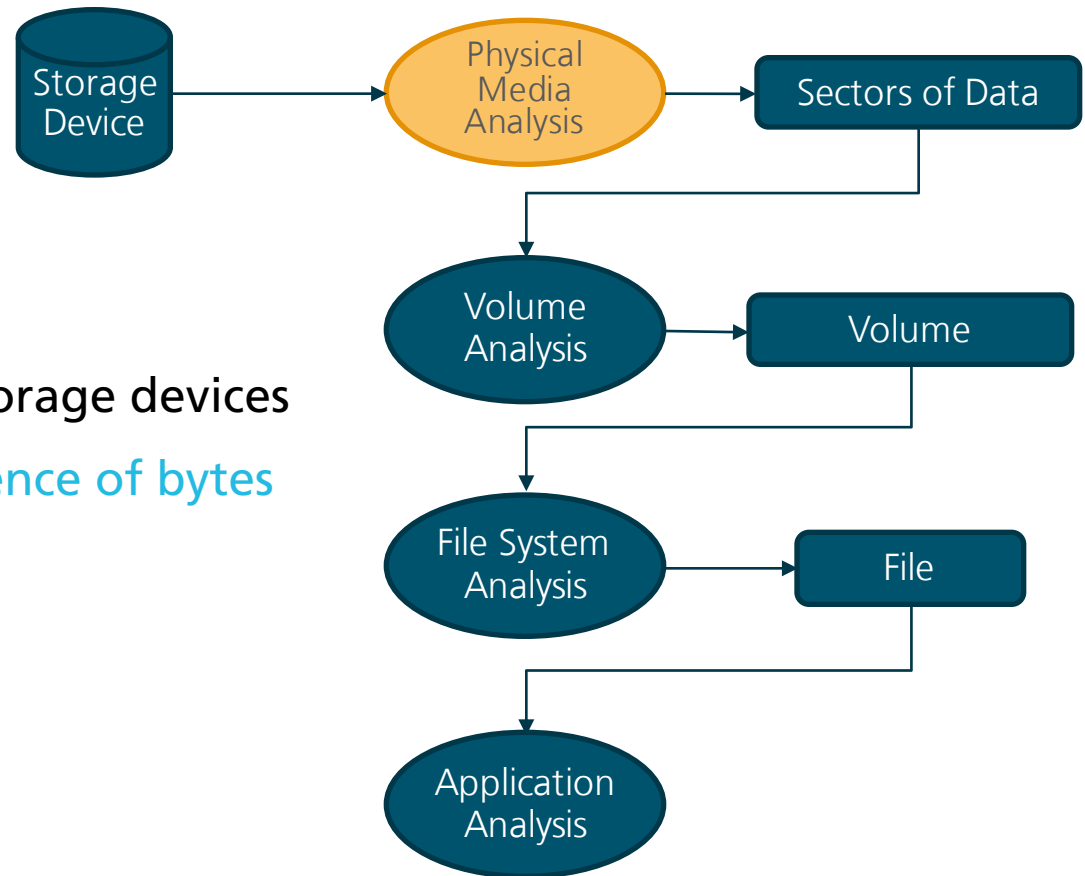 Storage
Device
Physical
Media
Analysis
Sectors of Data
Volume
Analysis
Volume
orage devices
ence of bytes
File System
Analysis
File
Application
Analysis